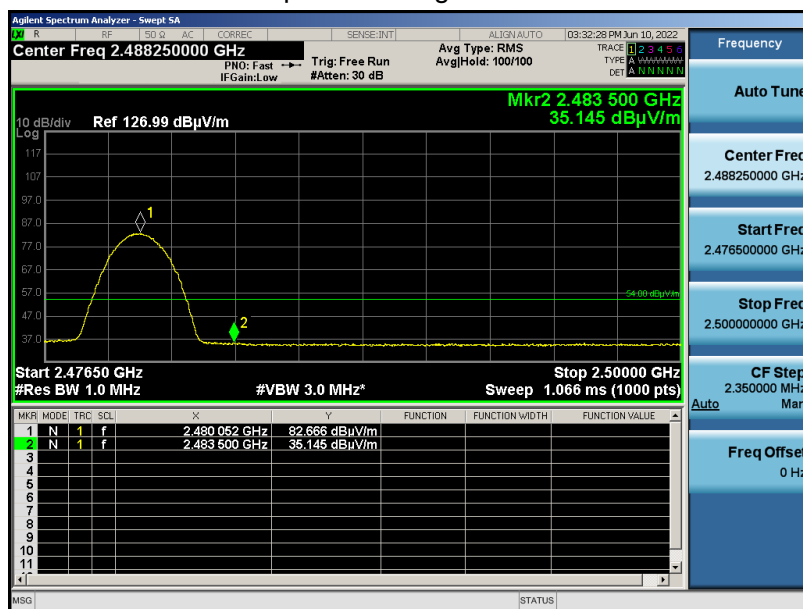 Agilent Spectrum Analyzer - Swept SA
LXI R RF 50 Ω AC CORREC SENSE:INT ALIGN AUTO 03:32:28 PM Jun 10, 2022
Center Freq 2.488250000 GHz
PNO: Fast
IFGain:Low
Trig: Free Run
#Atten: 30 dB
Avg Type: RMS
Avg|Hold: 100/100
TRACE 1 2 3 4 5 6
TYPE A WWWWW
DET A N N N N N
Mkr2 2.483 500 GHz
35.145 dBµV/m
10 dB/div Ref 126.99 dBµV/m
Log
117
107
97.0
87.0
77.0
67.0
57.0
47.0
37.0
1
2
54.00 dBµV/m
Start 2.47650 GHz Stop 2.50000 GHz
#Res BW 1.0 MHz #VBW 3.0 MHz* Sweep 1.066 ms (1000 pts)
MKR MODE TRC SCL X Y FUNCTION FUNCTION WIDTH FUNCTION VALUE
1 N 1 f 2.480 052 GHz 82.666 dBµV/m
2 N 1 f 2.483 500 GHz 35.145 dBµV/m
3
4
5
6
7
8
9
10
11
MSG STATUS
Frequency
Auto Tune
Center Freq
2.488250000 GHz
Start Freq
2.476500000 GHz
Stop Freq
2.500000000 GHz
CF Step
2.350000 MHz
Auto Man
Freq Offset
0 Hz